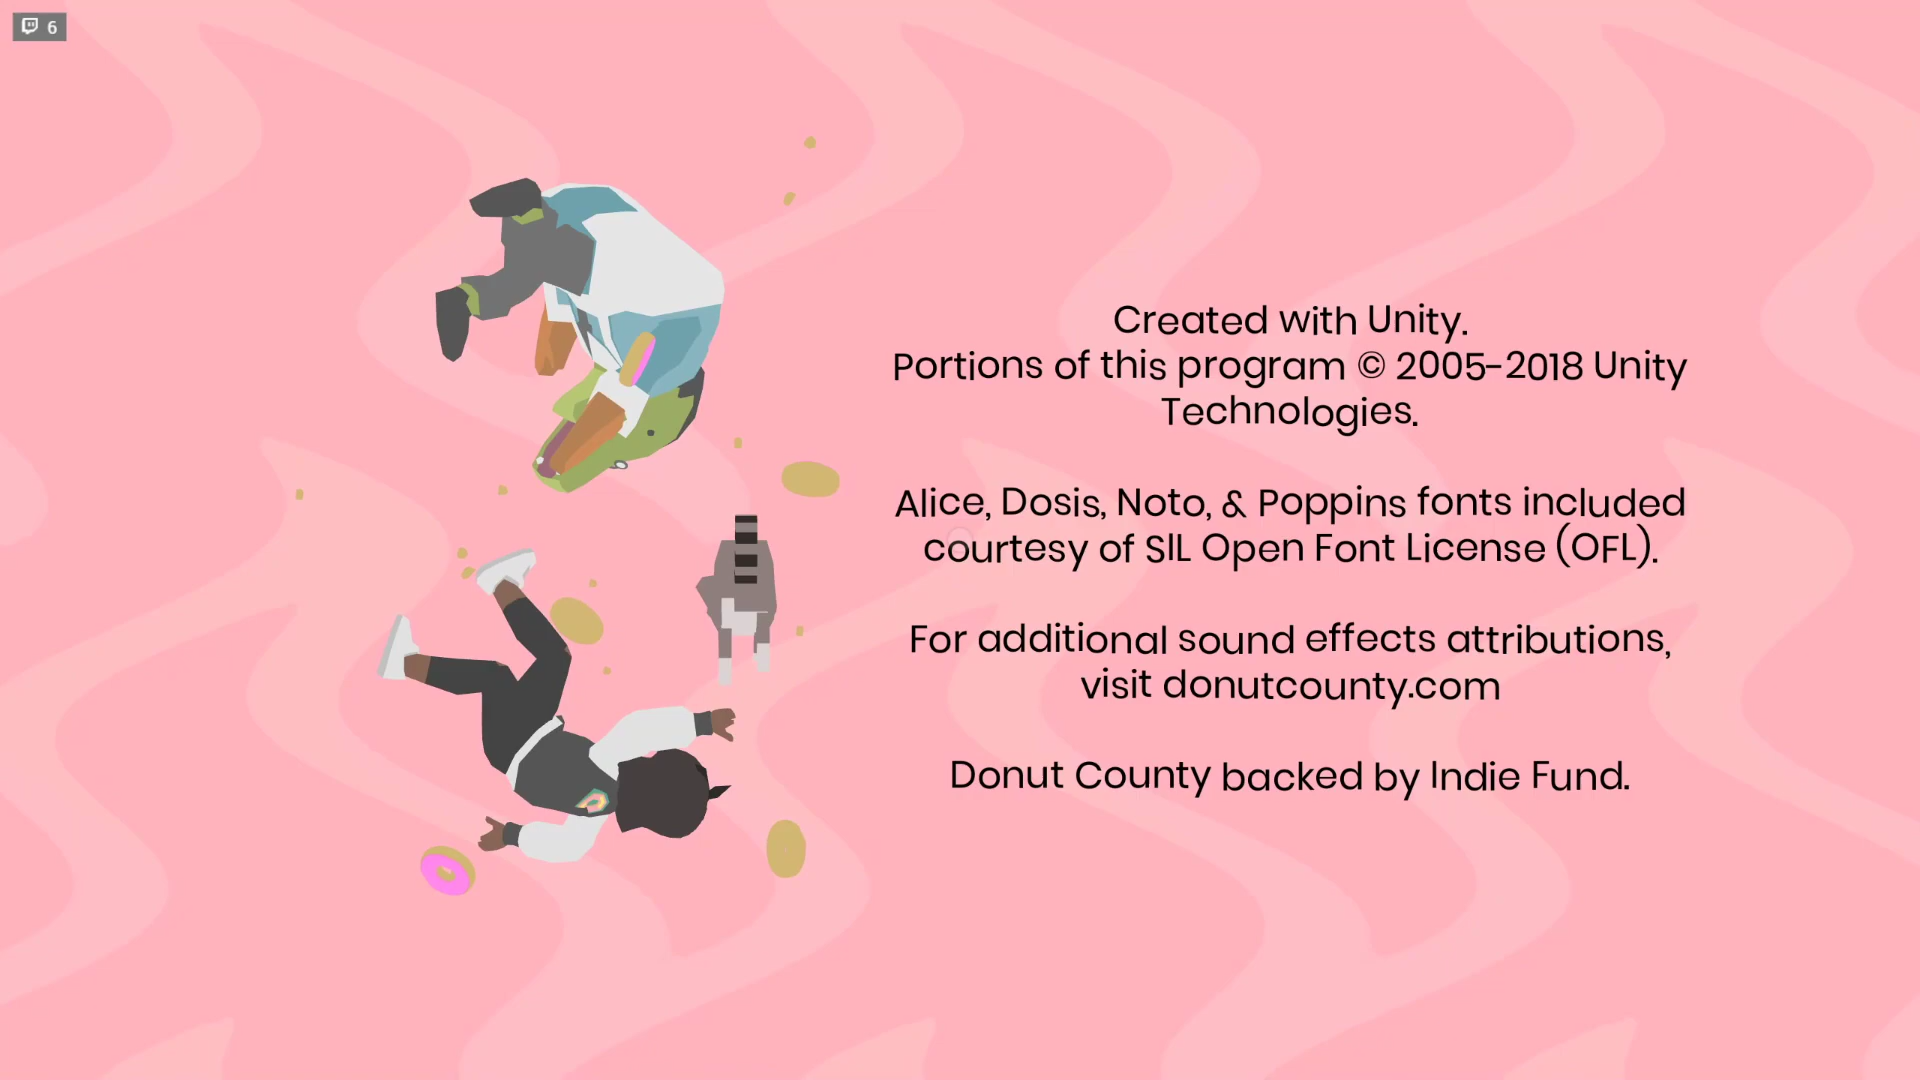 6
Created with Unity.
Portions of this program © 2005-2018 Unity
Technologies.
Alice, Dosis, Noto, & Poppins fonts included
courtesy of SIL Open Font License (OFL).
For additional sound effects attributions,
visit donutcounty.com
Donut County backed by Indie Fund.